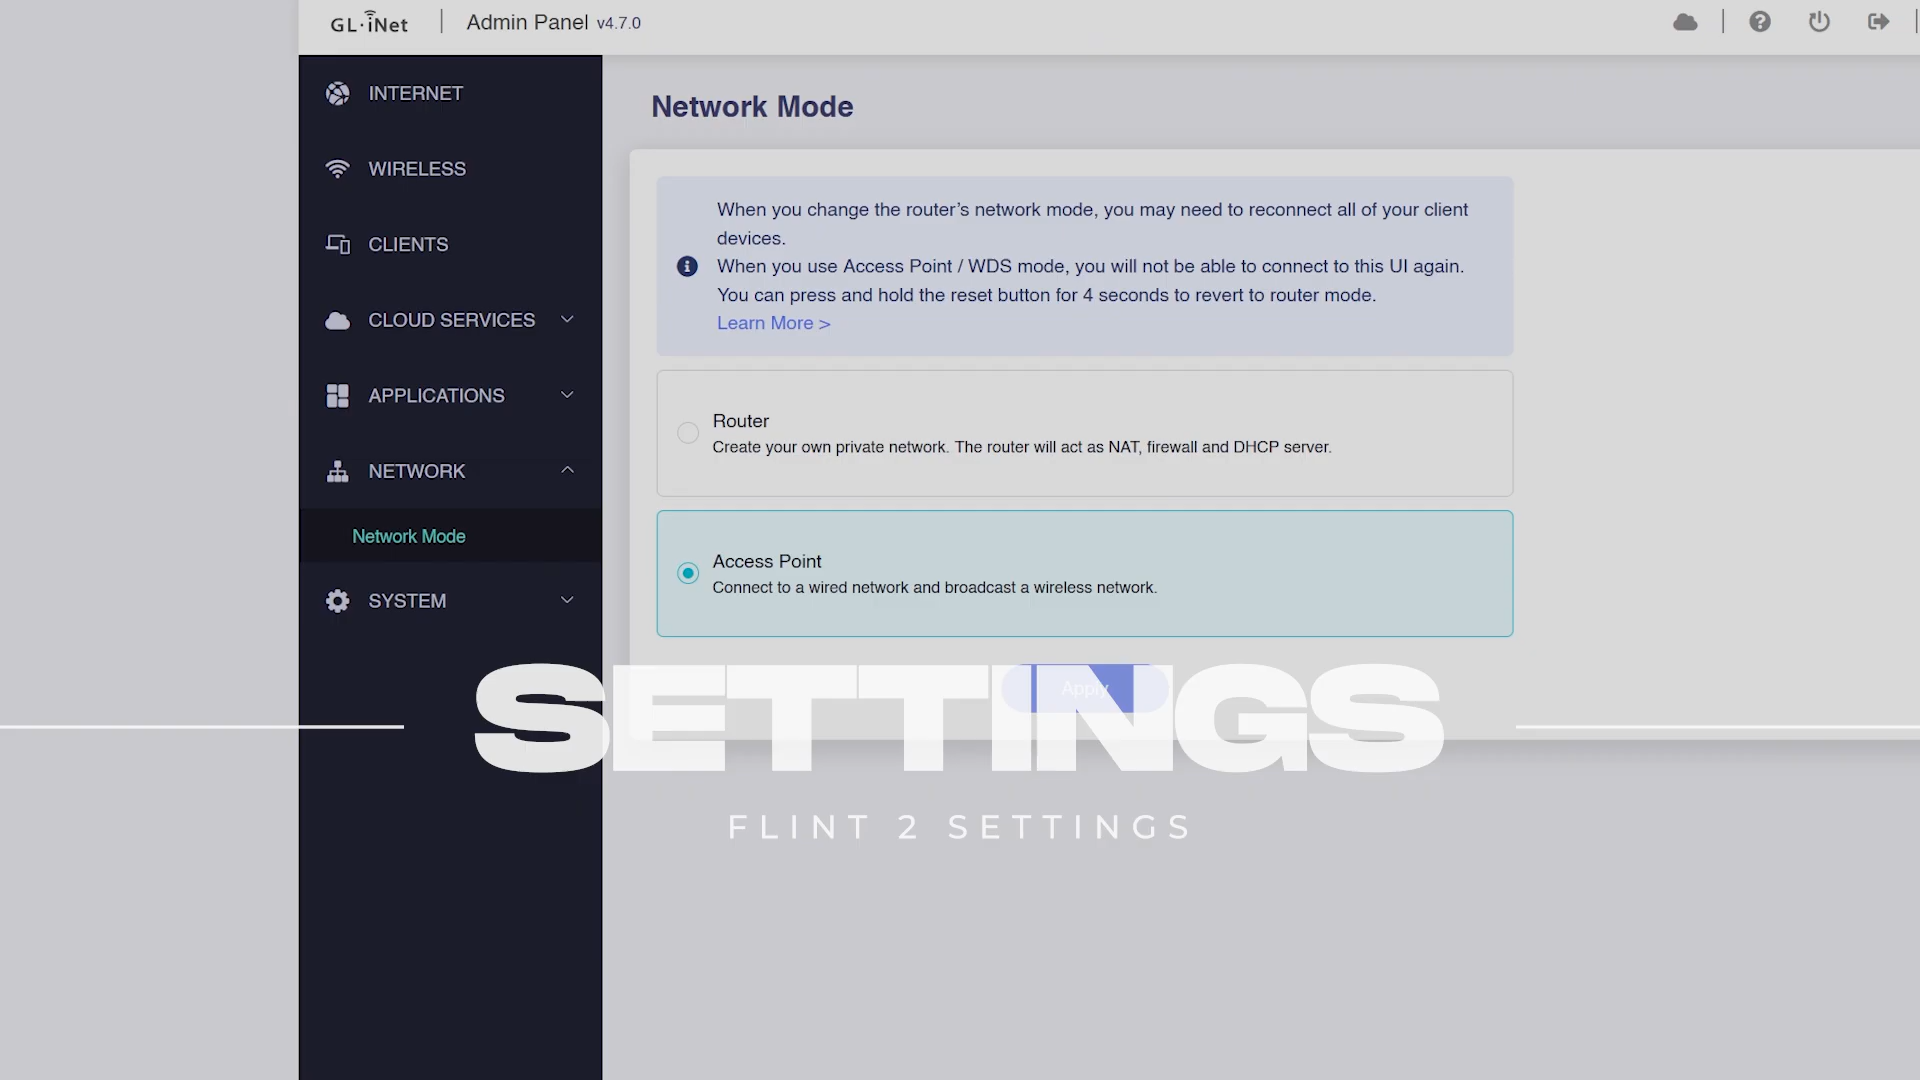 GL·iNet
Admin Panel v4.7.0
INTERNET
WIRELESS
CLIENTS
CLOUD SERVICES
APPLICATIONS
NETWORK
Network Mode
SYSTEM
Network Mode
When you change the router’s network mode, you may need to reconnect all of your client
devices.
When you use Access Point / WDS mode, you will not be able to connect to this UI again.
You can press and hold the reset button for 4 seconds to revert to router mode.
Learn More >
Router
Create your own private network. The router will act as NAT, firewall and DHCP server.
Access Point
Connect to a wired network and broadcast a wireless network.
Apply
SETTINGS
FLINT 2 SETTINGS